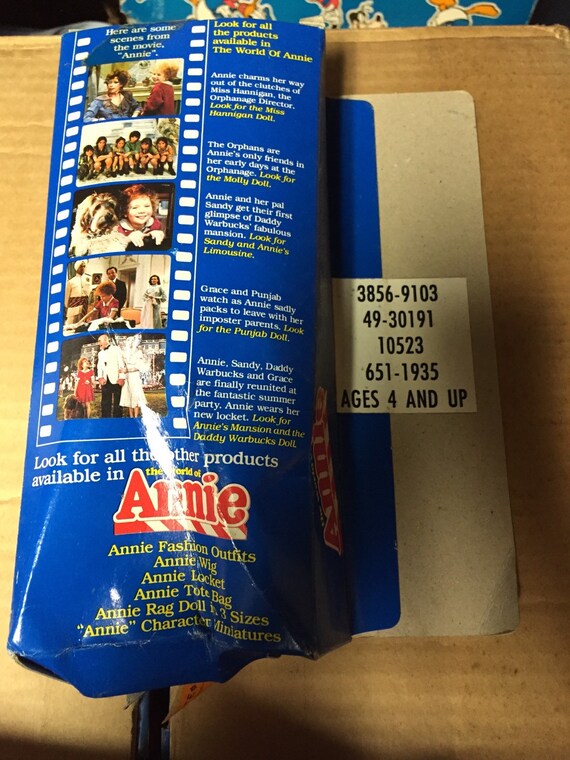 Here are some
scenes from
the movie,
"Annie".
Look for all
the products
available in
The World Of Annie
Annie charms her way
out of the clutches of
Miss Hannigan, the
Orphanage Director.
Look for the Miss
Hannigan Doll.
The Orphans are
Annie's only friends in
her early days at the
Orphanage. Look for
the Molly Doll.
Annie and her pal
Sandy get their first
glimpse of Daddy
Warbucks' fabulous
mansion. Look for
Sandy and Annie's
Limousine.
Grace and Punjab
watch as Annie sadly
packs to leave with her
imposter parents. Look
for the Punjab Doll.
Annie, Sandy, Daddy
Warbucks and Grace
are finally reunited at
the fantastic summer
party. Annie wears her
new locket. Look for
Annie's Mansion and the
Daddy Warbucks Doll.
Look for all the other products
available in the World of
Annie
Annie Fashion Outfits
Annie Wig
Annie Locket
Annie Tote Bag
Annie Rag Doll in 3 Sizes
"Annie" Character Miniatures
3856-9103
49-30191
10523
651-1935
AGES 4 AND UP
Annie